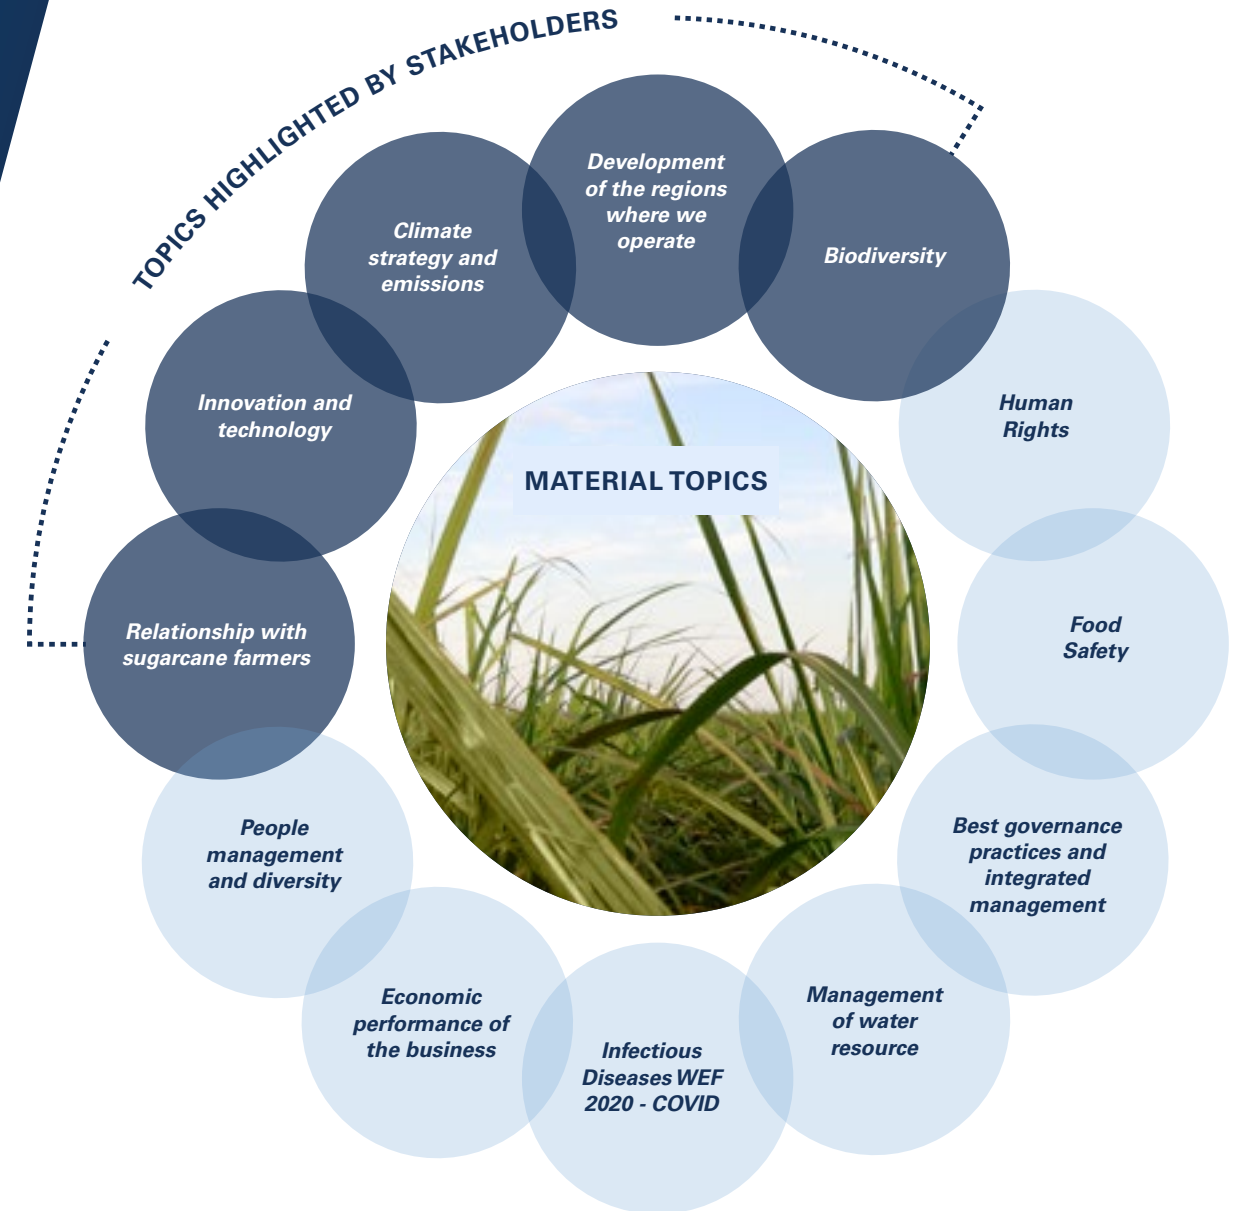 TOPICS HIGHLIGHTED BY STAKEHOLDERS
Development
of the regions
where we
operate
Climate
strategy and
emissions
Biodiversity
Innovation and
technology
Human
Rights
MATERIAL TOPICS
Relationship with
sugarcane farmers
Food
Safety
People
management
and diversity
Best governance
practices and
integrated
management
Economic
performance of
the business
Management
of water
resource
Infectious
Diseases WEF
2020 - COVID